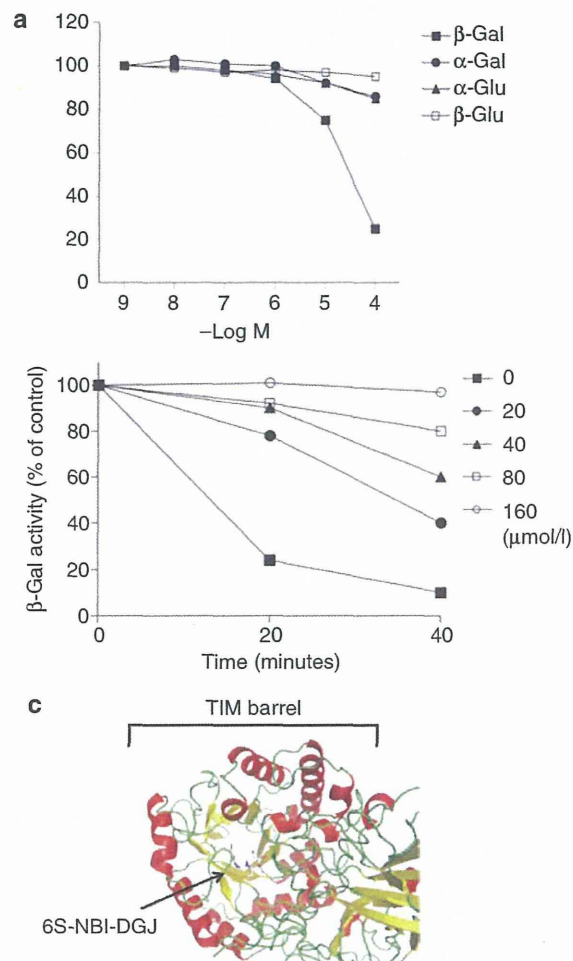 a
120
100
80
60
40
20
0
9 8 7 6 5 4
–Log M
β-Gal
α-Gal
α-Glu
β-Glu
β-Gal activity (% of control)
100
80
60
40
20
0
0 20 40
Time (minutes)
0
20
40
80
160
(μmol/l)
c
TIM barrel
6S-NBI-DGJ